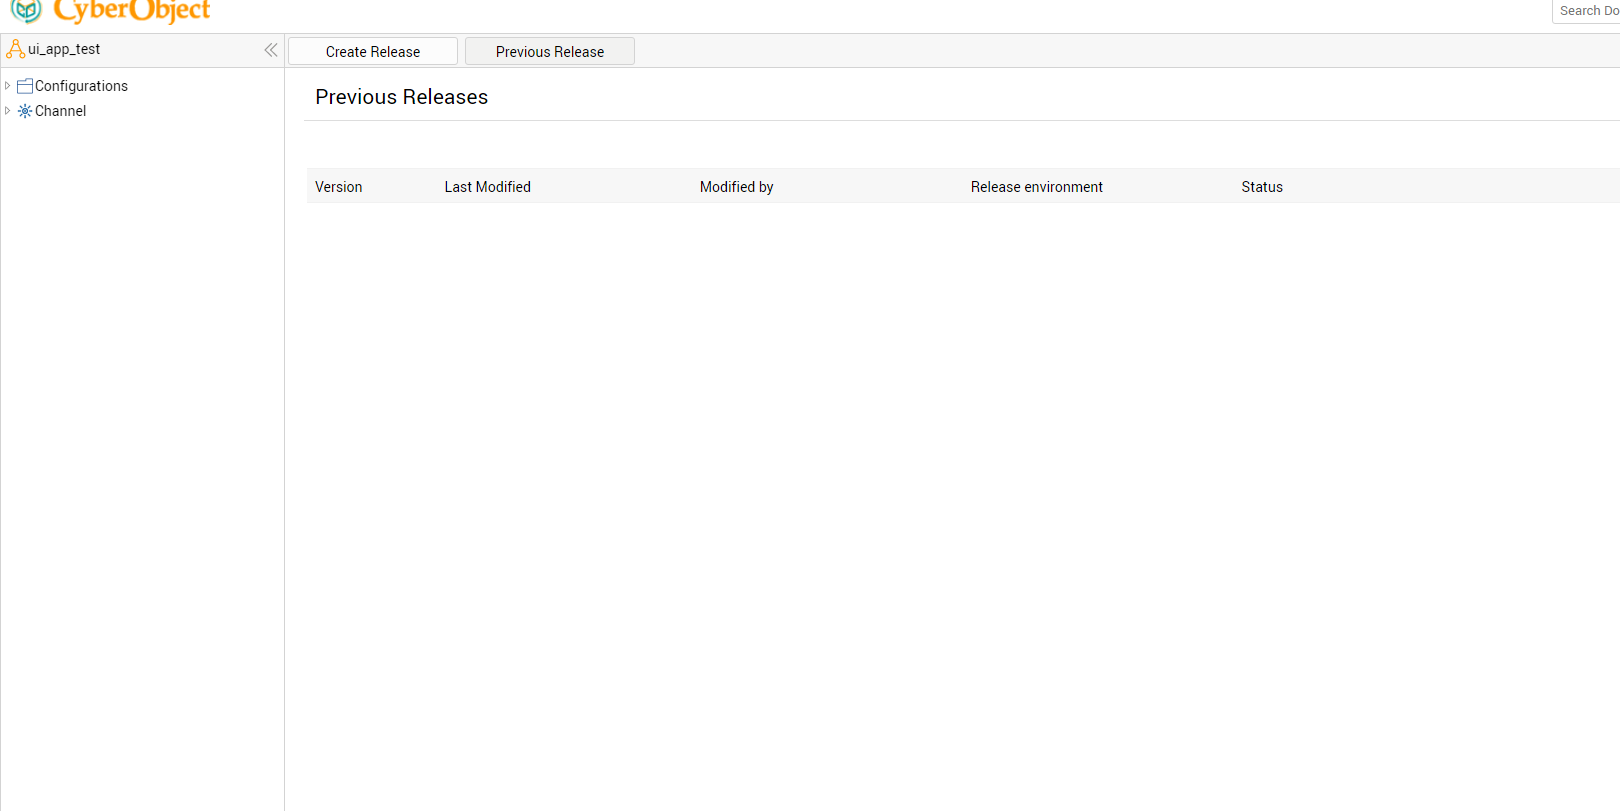 CyberObject
Search Do
ui_app_test
Create Release
Previous Release
Configurations
Channel
Previous Releases
Version Last Modified Modified by Release environment Status